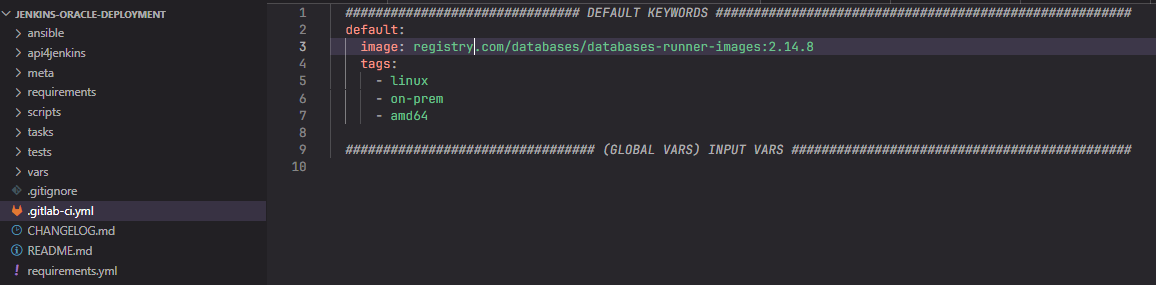 JENKINS-ORACLE-DEPLOYMENT
ansible
api4jenkins
meta
requirements
scripts
tasks
tests
vars
.gitignore
.gitlab-ci.yml
CHANGELOG.md
README.md
requirements.yml
1 ############################### DEFAULT KEYWORDS #######################################################
2 default:
3 image: registry.com/databases/databases-runner-images:2.14.8
4 tags:
5 - linux
6 - on-prem
7 - amd64
8
9 ################################# (GLOBAL VARS) INPUT VARS #############################################
10